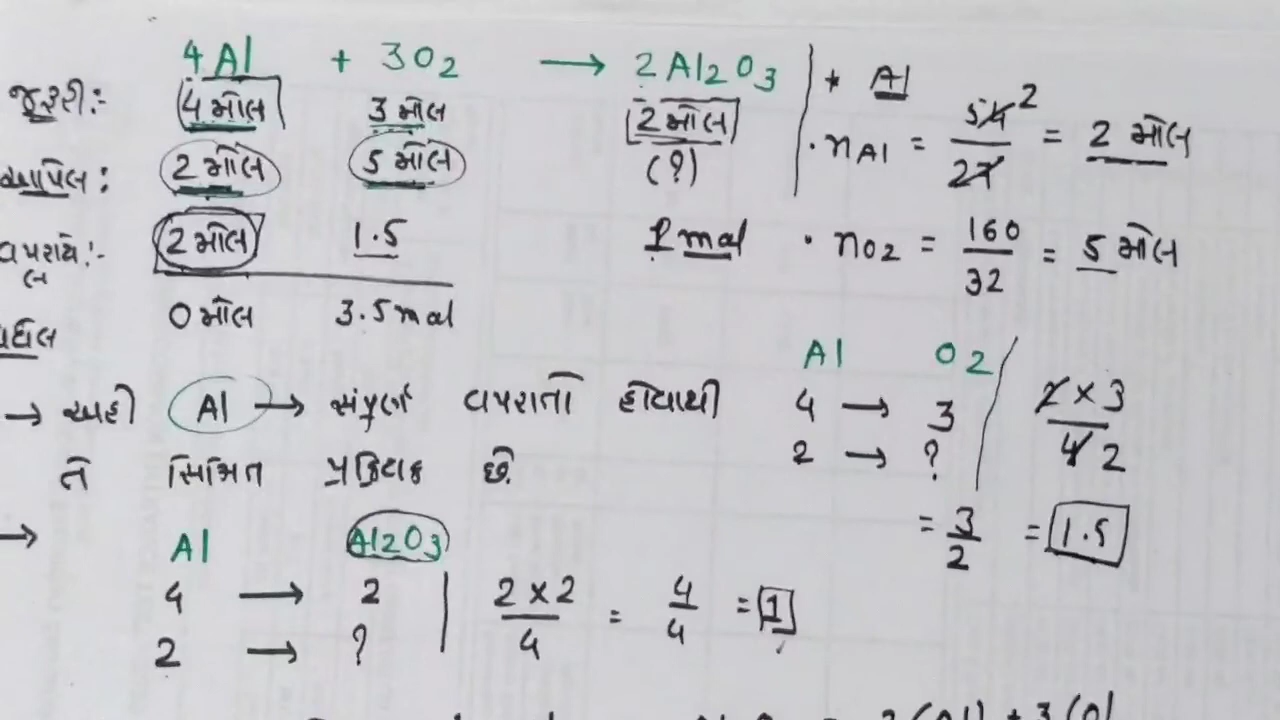 4Al + 3O2 → 2Al2O3 * Al
જરૂરી:- 4 મોલ 3 મોલ 2 મોલ
• nAl = 54 2 / 27 = 2 મોલ
આપેલ: 2 મોલ 5 મોલ (?)
2 મોલ 1.5 1 mol • nO2 = 160 / 32 = 5 મોલ
0 મોલ 3.5 mol
Al O2
→ અહી Al → સંપૂર્ણ વપરાતો હોવાથી 4 → 3 2 × 3 / 4 2
તે સિમિત પ્રક્રિયક છે. 2 → ?
= 3/2 = 1.5
→ Al Al2O3
4 → 2 2 × 2 / 4 = 4/4 = 1
2 → ?